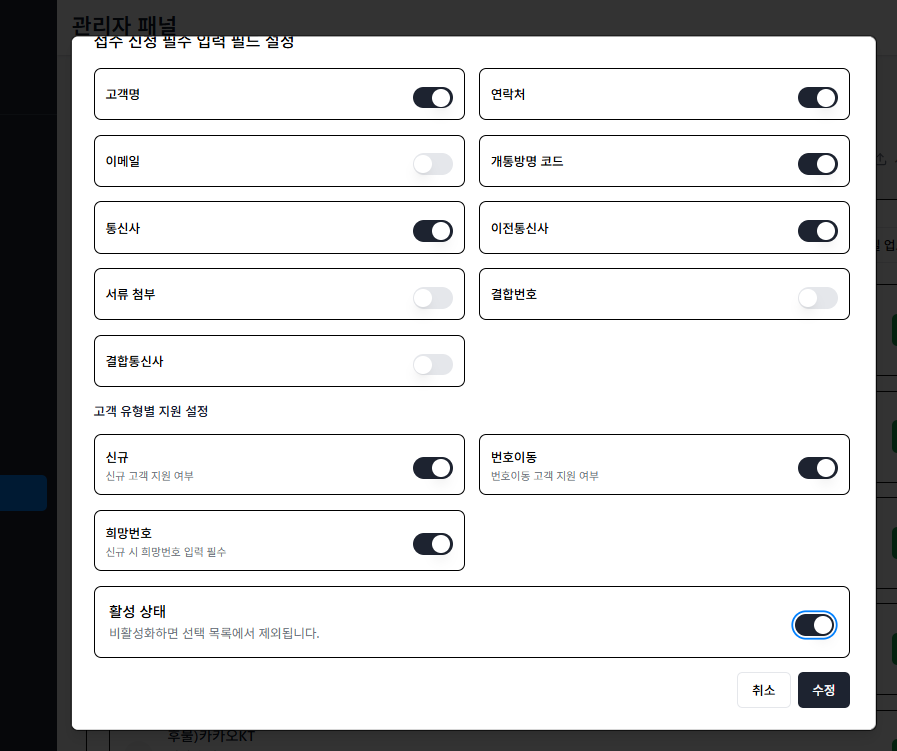 관리자 패널
접수 신청 필수 입력 필드 설정
고객명
연락처
이메일
개통방명 코드
통신사
이전통신사
서류 첨부
결합번호
결합통신사
고객 유형별 지원 설정
신규
신규 고객 지원 여부
번호이동
번호이동 고객 지원 여부
희망번호
신규 시 희망번호 입력 필수
활성 상태
비활성화하면 선택 목록에서 제외됩니다.
취소
수정
후불)카카오KT